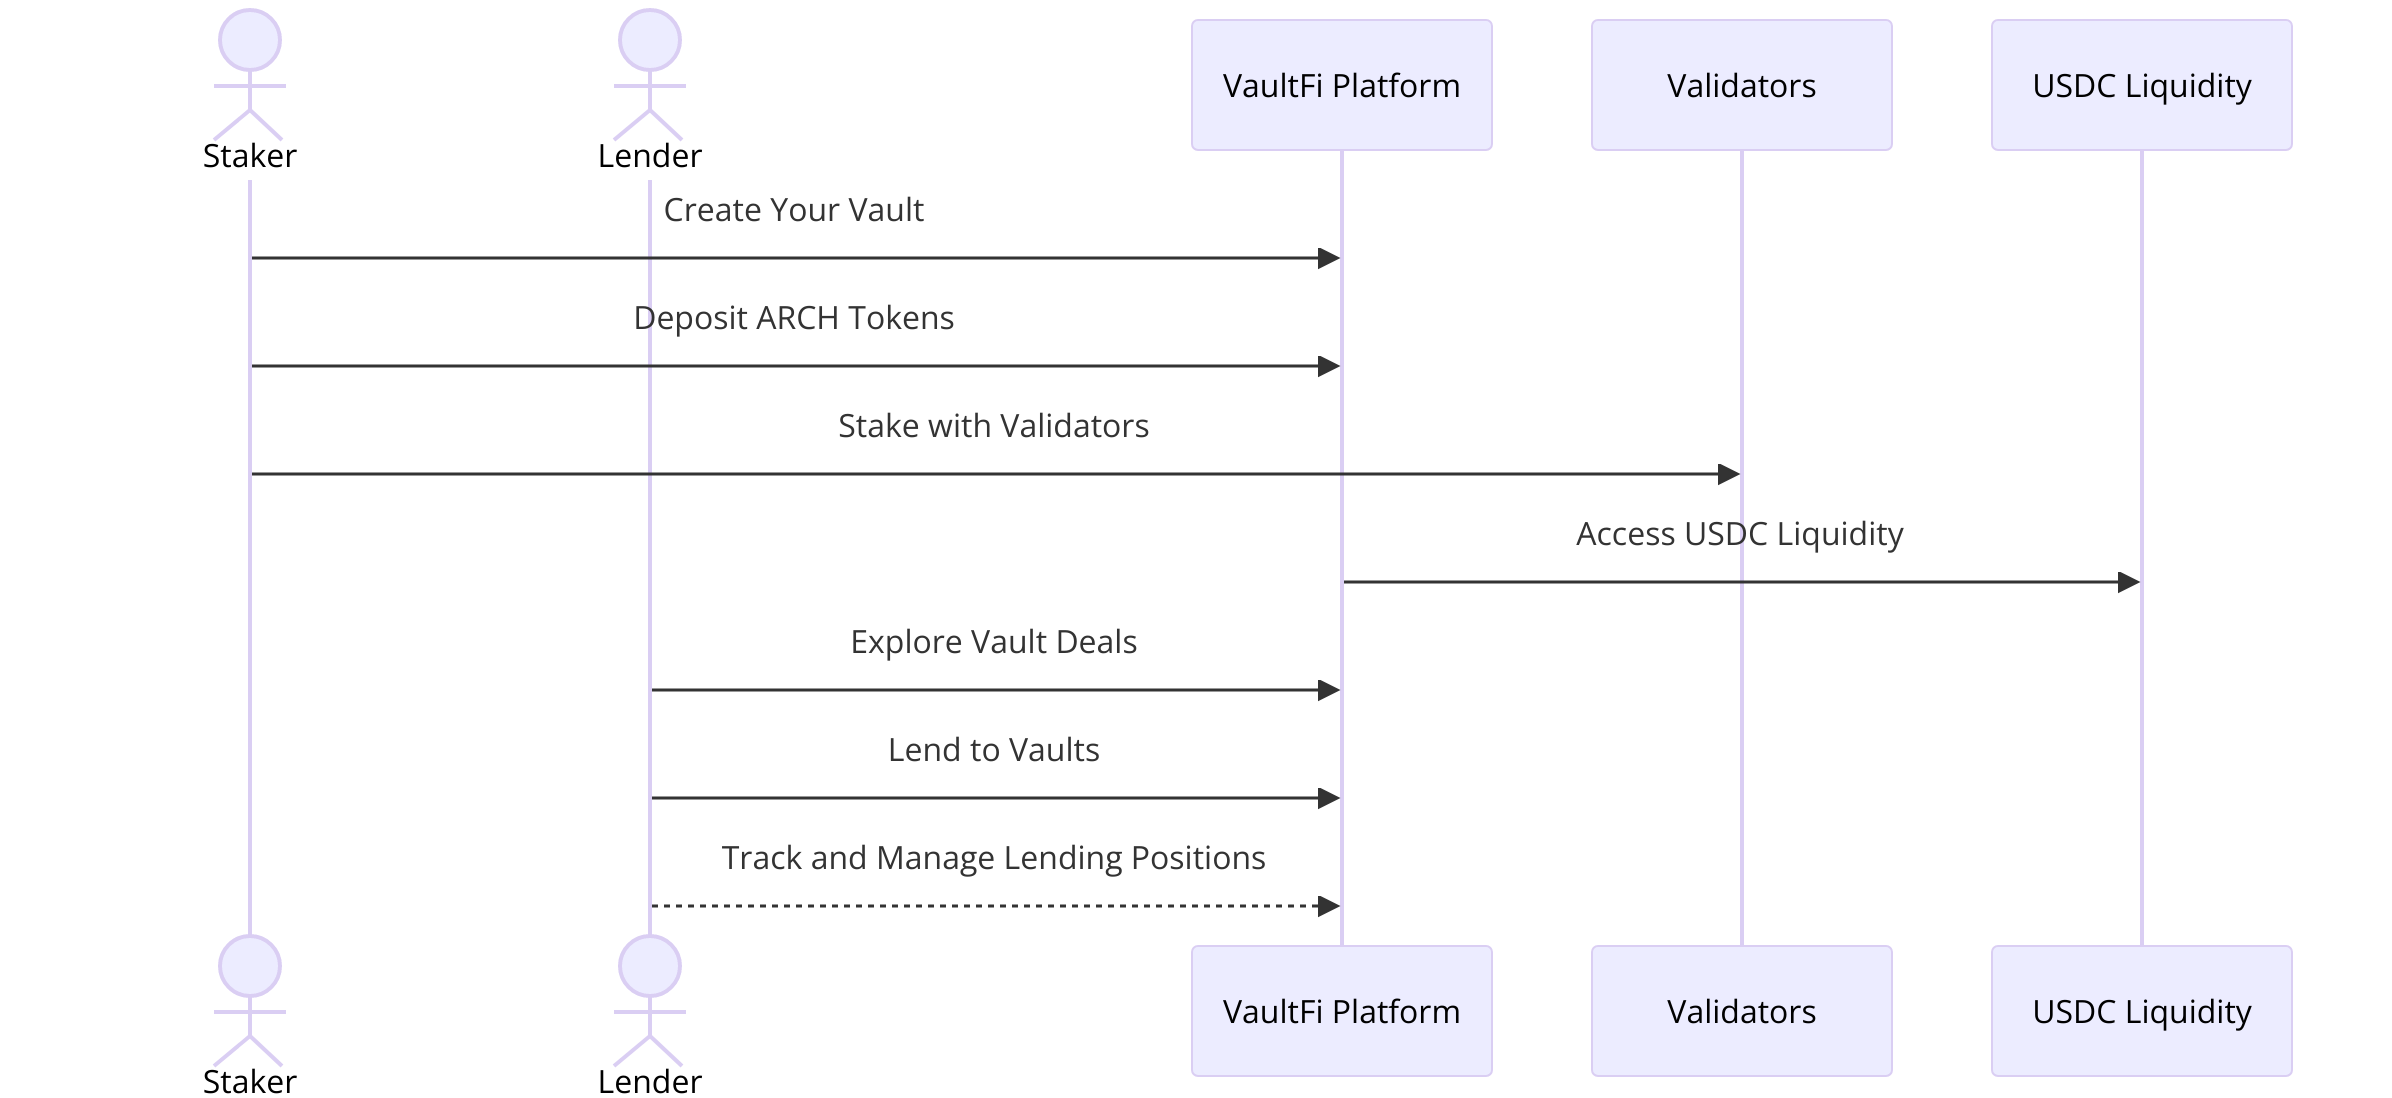 VaultFi Platform
Validators
USDC Liquidity
Staker
Lender
Create Your Vault
Deposit ARCH Tokens
Stake with Validators
Access USDC Liquidity
Explore Vault Deals
Lend to Vaults
Track and Manage Lending Positions
VaultFi Platform
Validators
USDC Liquidity
Staker
Lender